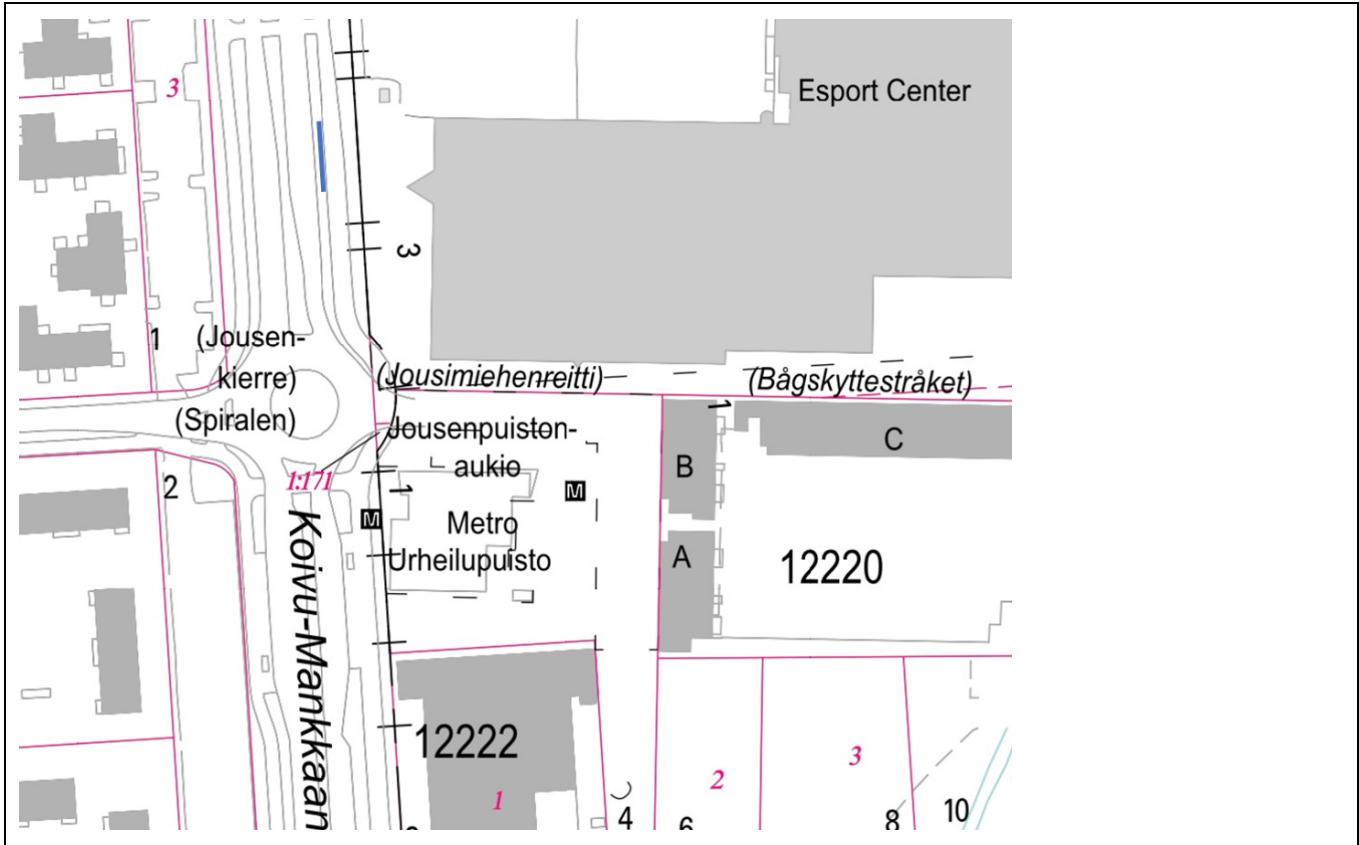 3
Esport Center
3
1
(Jousen-
kierre)
(Spiralen)
(Jousimiehenreitti)
(Bågskyttestråket)
1
C
B
Jousenpuiston-
aukio
1:171
2
1
M
M
Metro
Urheilupuisto
A
12220
Koivu-Mankkaan
12222
1
2
3
4
6
8
10